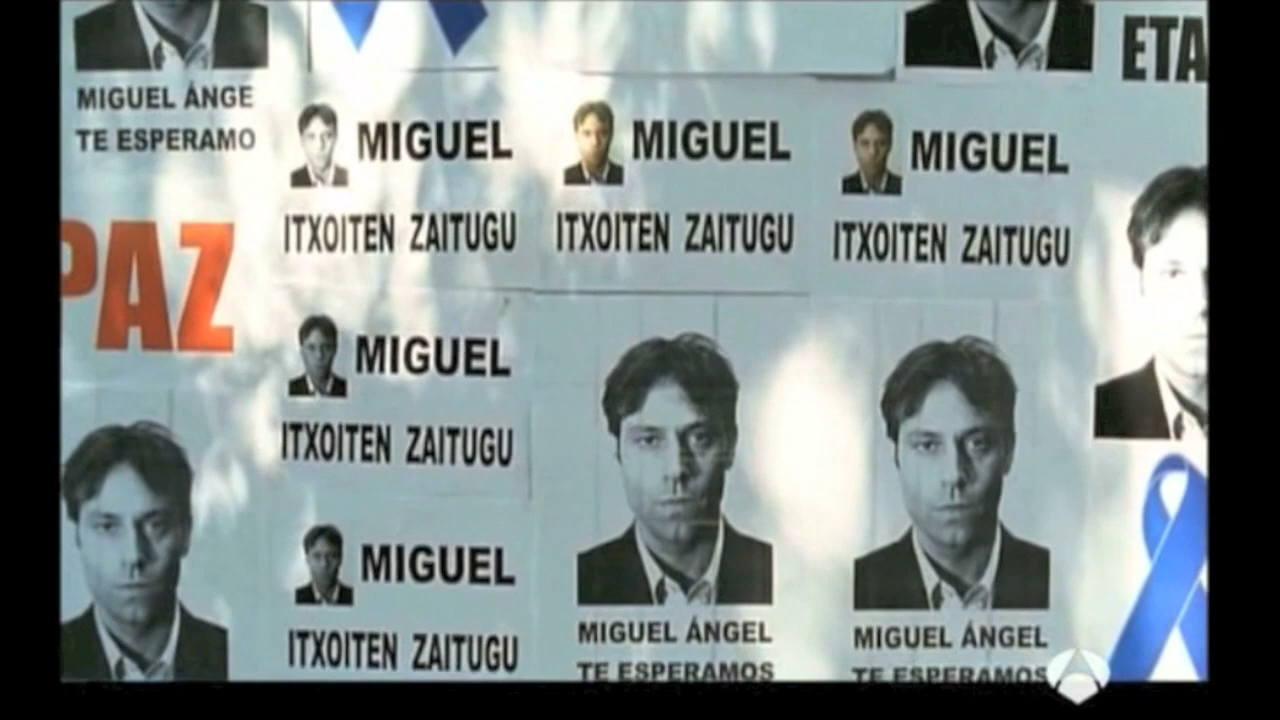 ETA
MIGUEL ÁNGE
TE ESPERAMO
MIGUEL
ITXOITEN ZAITUGU
MIGUEL
ITXOITEN ZAITUGU
MIGUEL
ITXOITEN ZAITUGU
PAZ
MIGUEL
ITXOITEN ZAITUGU
MIGUEL
ITXOITEN ZAITUGU
MIGUEL ÁNGEL
TE ESPERAMOS
MIGUEL ÁNGEL
TE ESPERAMOS